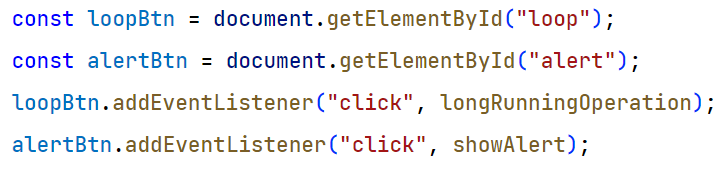 const loopBtn = document.getElementById("loop");
const alertBtn = document.getElementById("alert");
loopBtn.addEventListener("click", longRunningOperation);
alertBtn.addEventListener("click", showAlert);